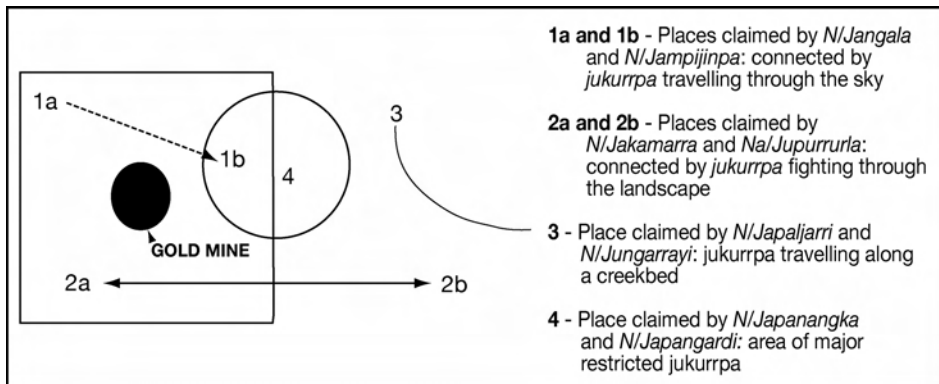 1a
1b
4
3
GOLD MINE
2a
2b
1a and 1b - Places claimed by N/Jangala
and N/Jampijinpa: connected by
jukurrpa travelling through the sky
2a and 2b - Places claimed by
N/Jakamarra and Na/Jupurrurla:
connected by jukurrpa fighting through
the landscape
3 - Place claimed by N/Japaljarri and
N/Jungarrayi: jukurrpa travelling along
a creekbed
4 - Place claimed by N/Japanangka
and N/Japangardi: area of major
restricted jukurrpa